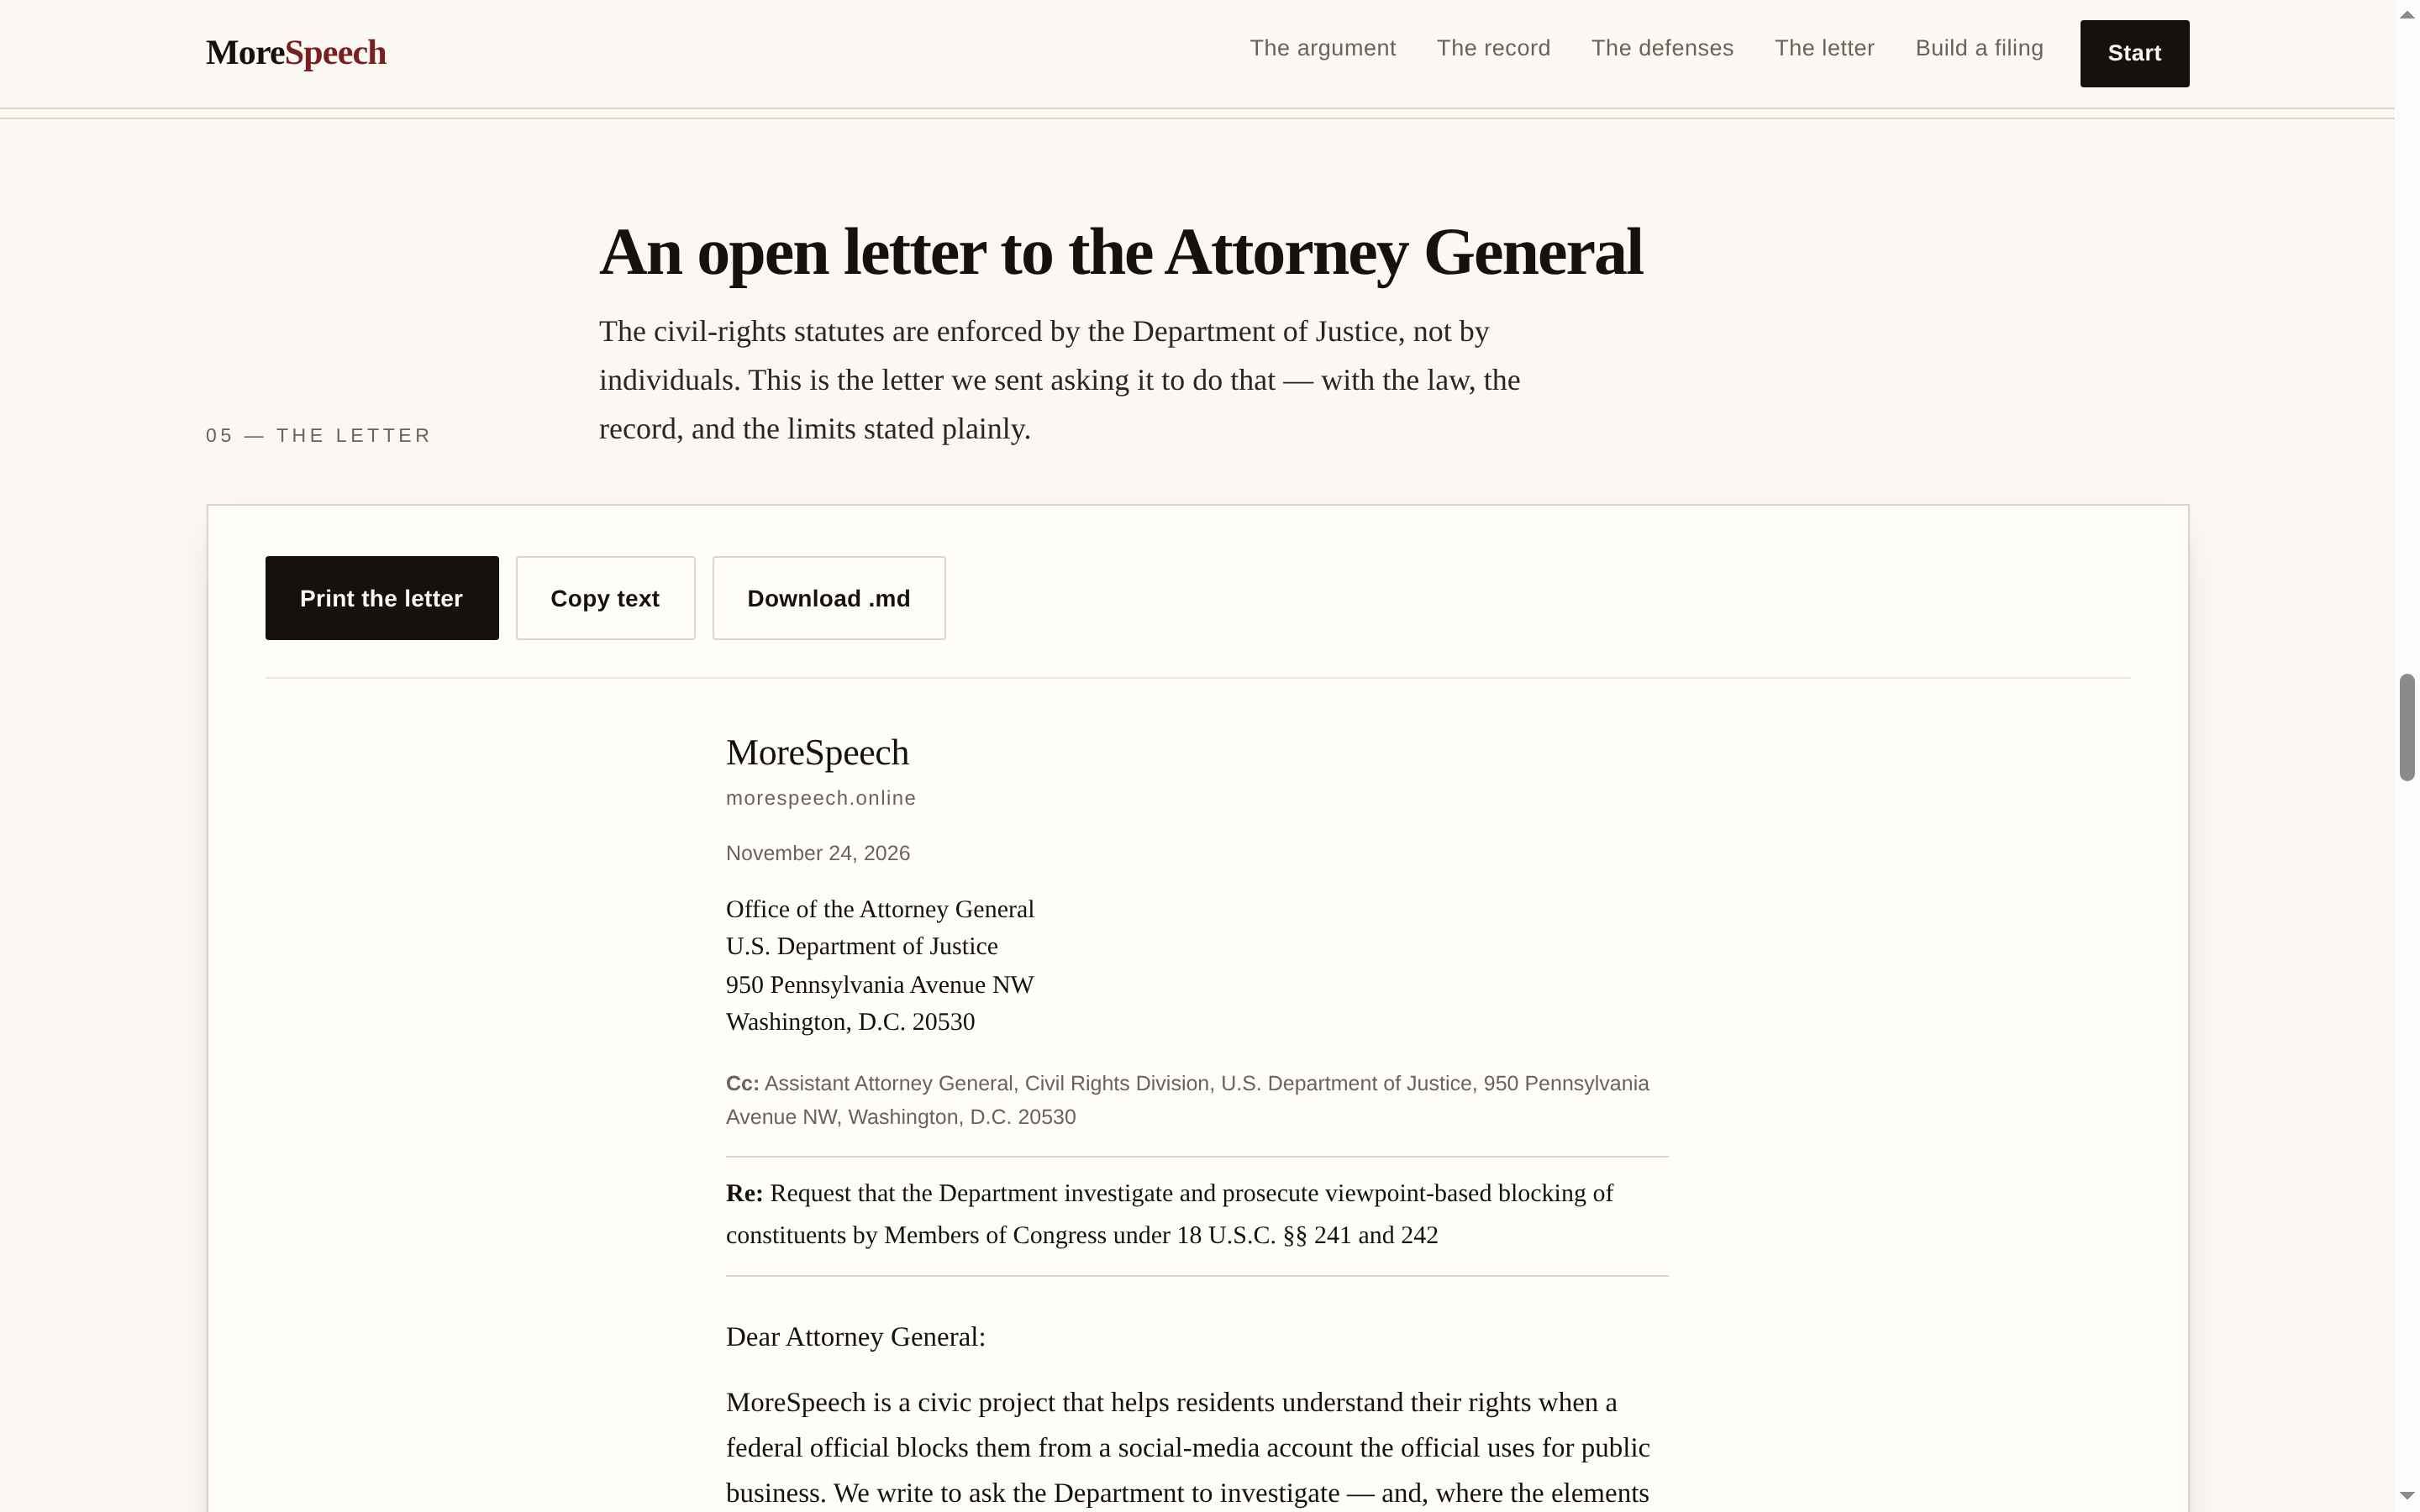 MoreSpeech
The argument
The record
The defenses
The letter
Build a filing
Start
An open letter to the Attorney General
The civil-rights statutes are enforced by the Department of Justice, not by
individuals. This is the letter we sent asking it to do that — with the law, the
record, and the limits stated plainly.
05 — THE LETTER
Print the letter
Copy text
Download .md
MoreSpeech
morespeech.online
November 24, 2026
Office of the Attorney General
U.S. Department of Justice
950 Pennsylvania Avenue NW
Washington, D.C. 20530
Cc: Assistant Attorney General, Civil Rights Division, U.S. Department of Justice, 950 Pennsylvania
Avenue NW, Washington, D.C. 20530
Re: Request that the Department investigate and prosecute viewpoint-based blocking of
constituents by Members of Congress under 18 U.S.C. §§ 241 and 242
Dear Attorney General:
MoreSpeech is a civic project that helps residents understand their rights when a
federal official blocks them from a social-media account the official uses for public
business. We write to ask the Department to investigate — and, where the elements